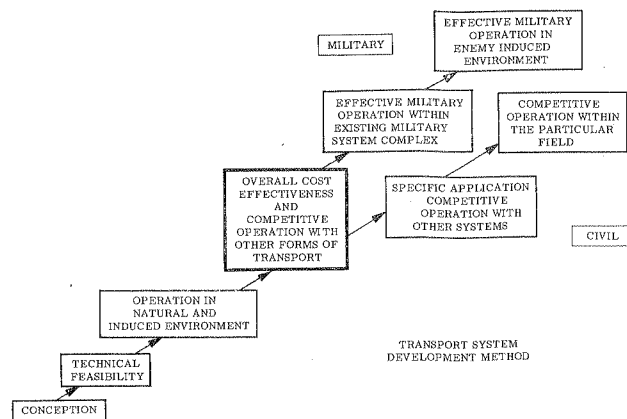 EFFECTIVE MILITARY
OPERATION IN
ENEMY INDUCED
ENVIRONMENT
MILITARY
EFFECTIVE MILITARY
OPERATION WITHIN
EXISTING MILITARY
SYSTEM COMPLEX
COMPETITIVE
OPERATION WITHIN
THE PARTICULAR
FIELD
OVERALL COST
EFFECTIVENESS
AND
COMPETITIVE
OPERATION WITH
OTHER FORMS OF
TRANSPORT
SPECIFIC APPLICATION
COMPETITIVE
OPERATION WITH
OTHER SYSTEMS
CIVIL
OPERATION IN
NATURAL AND
INDUCED ENVIRONMENT
TRANSPORT SYSTEM
DEVELOPMENT METHOD
TECHNICAL
FEASIBILITY
CONCEPTION